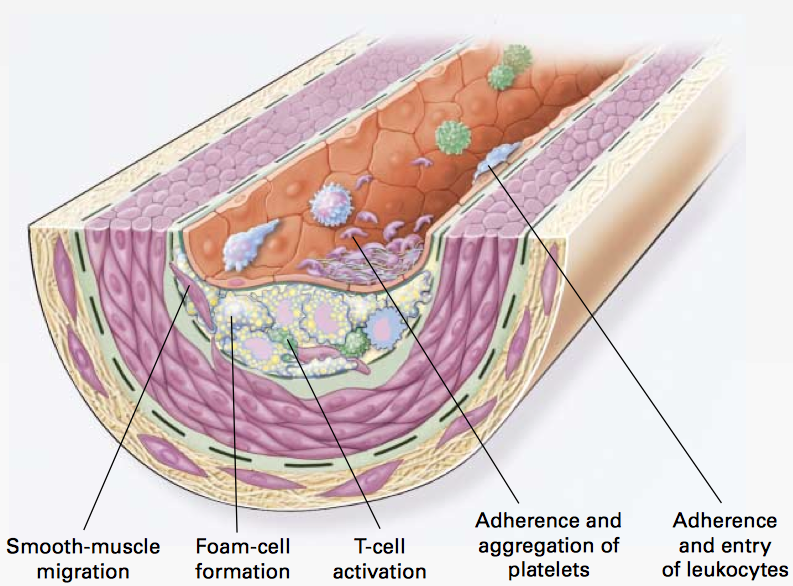 Smooth-muscle
migration
Foam-cell
formation
T-cell
activation
Adherence and
aggregation of
platelets
Adherence
and entry
of leukocytes